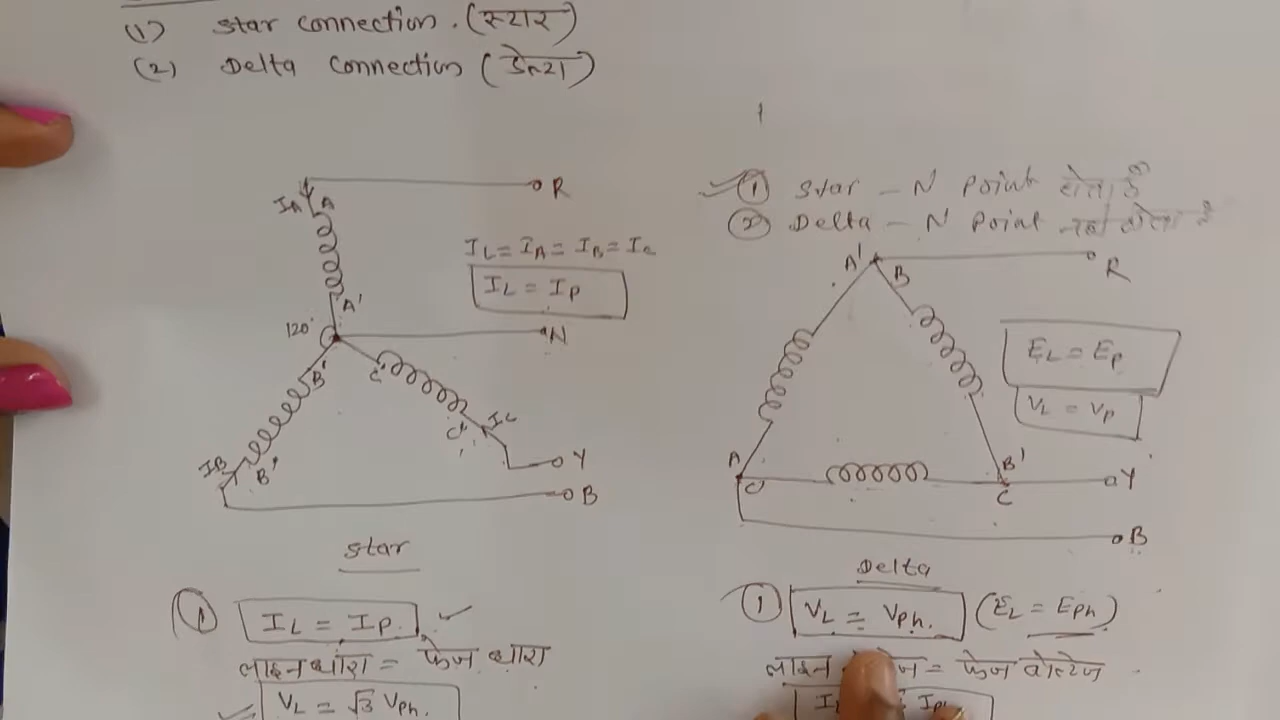 (1) Star connection. (स्टार)
(2) Delta connection (डेल्टा)
① Star - N Point होता है
② Delta - N Point नहीं होता है
IA A R
IL = IA = IB = IC
IL = IP
A'
120° N
B' C'
IC
C'
IB B' Y
B
Star
A' B R
EL = EP
VL = VP
A B'
C' C Y
B
Delta
① IL = IP.
लाइन धारा = फेज धारा
VL = √3 Vph.
① VL = Vph. (EL = Eph)
लाइन = फेज वोल्टेज